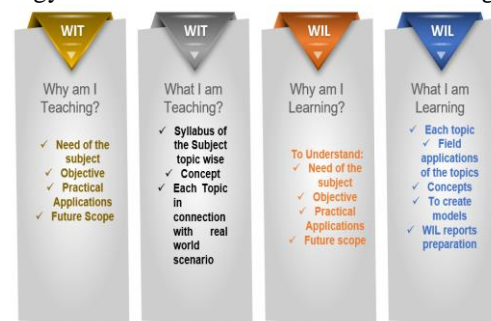 WIT
Why am I
Teaching?
✓ Need of the
subject
✓ Objective
✓ Practical
Applications
✓ Future Scope
WIT
What I am
Teaching?
✓ Syllabus of
the Subject
topic wise
✓ Concept
✓ Each Topic
in
connection
with real
world
scenario
WIL
Why am I
Learning?
To Understand:
✓ Need of the
subject
✓ Objective
✓ Practical
Applications
✓ Future scope
WIL
What I am
Learning
✓ Each topic
✓ Field
applications
of the topics
✓ Concepts
✓ To create
models
✓ WIL reports
preparation